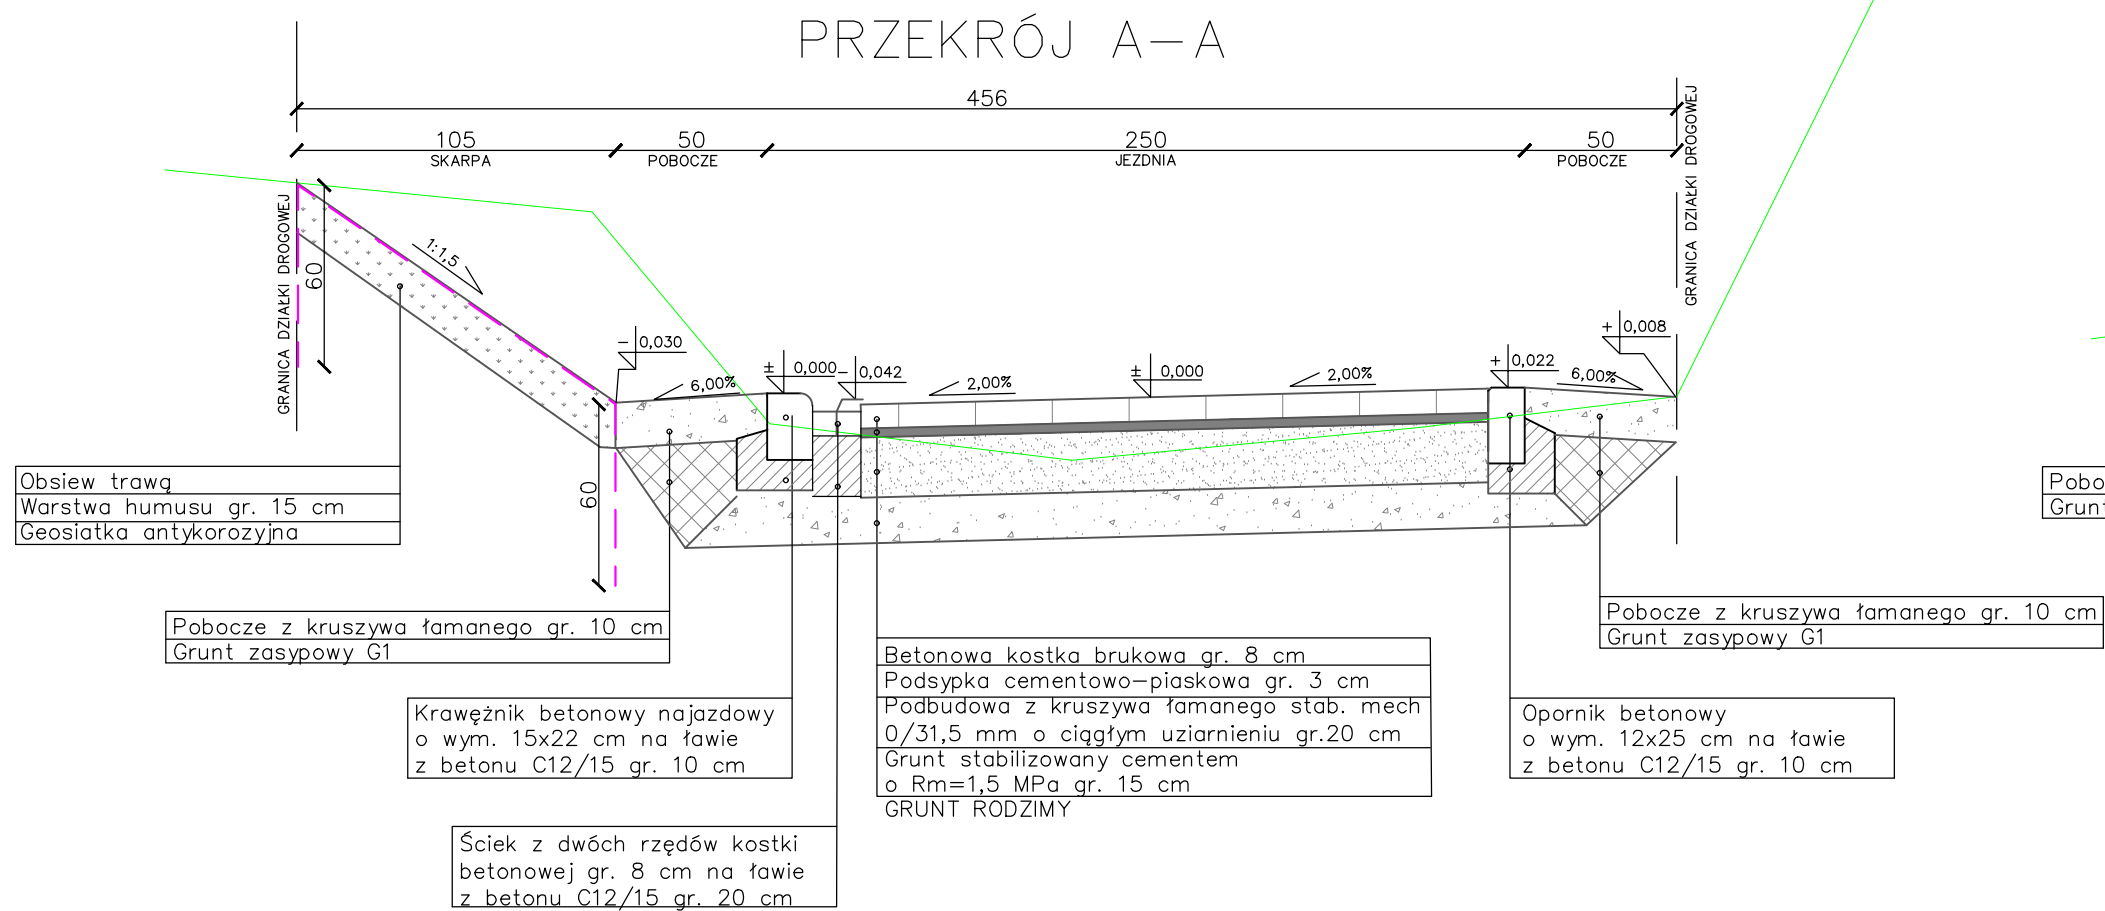 PRZEKRÓJ A-A
456
105
50
250
50
SKARPA
POBOCZE
JEZDNIA
POBOCZE
GRANICA DZIAŁKI DROGOWEJ
GRANICA DZIAŁKI DROGOWEJ
60
1:1,5
- 0,030
6,00%
± 0,000
- 0,042
2,00%
± 0,000
2,00%
+ 0,022
6,00%
+ 0,008
60
Obsiew trawą
Warstwa humusu gr. 15 cm
Geosiatka antykorozyjna
Pobocze z kruszywa łamanego gr. 10 cm
Grunt zasypowy G1
Krawężnik betonowy najazdowy
o wym. 15x22 cm na ławie
z betonu C12/15 gr. 10 cm
Ściek z dwóch rzędów kostki
betonowej gr. 8 cm na ławie
z betonu C12/15 gr. 20 cm
Betonowa kostka brukowa gr. 8 cm
Podsypka cementowo-piaskowa gr. 3 cm
Podbudowa z kruszywa łamanego stab. mech
0/31,5 mm o ciągłym uziarnieniu gr.20 cm
Grunt stabilizowany cementem
o Rm=1,5 MPa gr. 15 cm
GRUNT RODZIMY
Opornik betonowy
o wym. 12x25 cm na ławie
z betonu C12/15 gr. 10 cm
Pobocze z kruszywa łamanego gr. 10 cm
Grunt zasypowy G1
Pobo
Grun